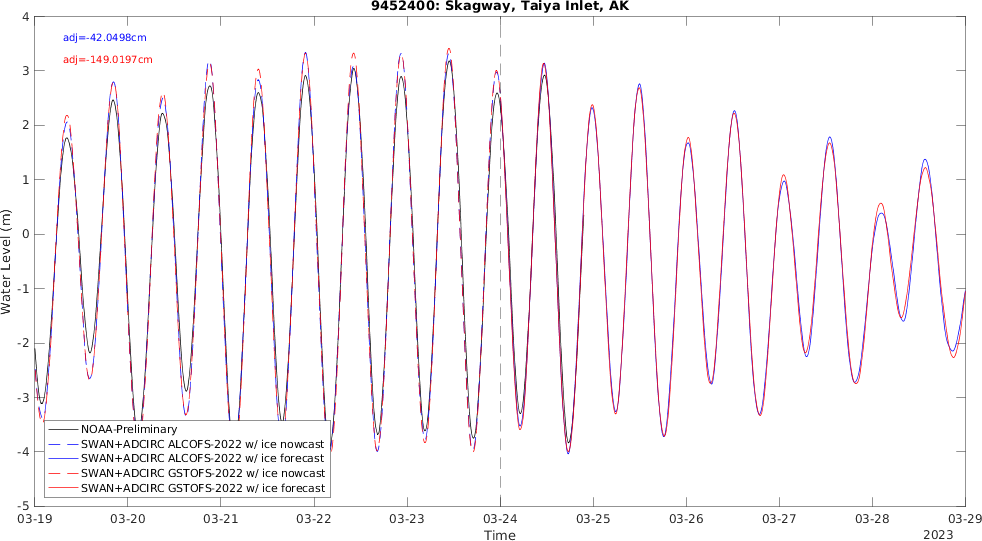 9452400: Skagway, Taiya Inlet, AK
adj=-42.0498cm
adj=-149.0197cm
Water Level (m)
4
3
2
1
0
-1
-2
-3
-4
-5
NOAA-Preliminary
SWAN+ADCIRC ALCOFS-2022 w/ ice nowcast
SWAN+ADCIRC ALCOFS-2022 w/ ice forecast
SWAN+ADCIRC GSTOFS-2022 w/ ice nowcast
SWAN+ADCIRC GSTOFS-2022 w/ ice forecast
03-19 03-20 03-21 03-22 03-23 03-24 03-25 03-26 03-27 03-28 03-29
Time
2023